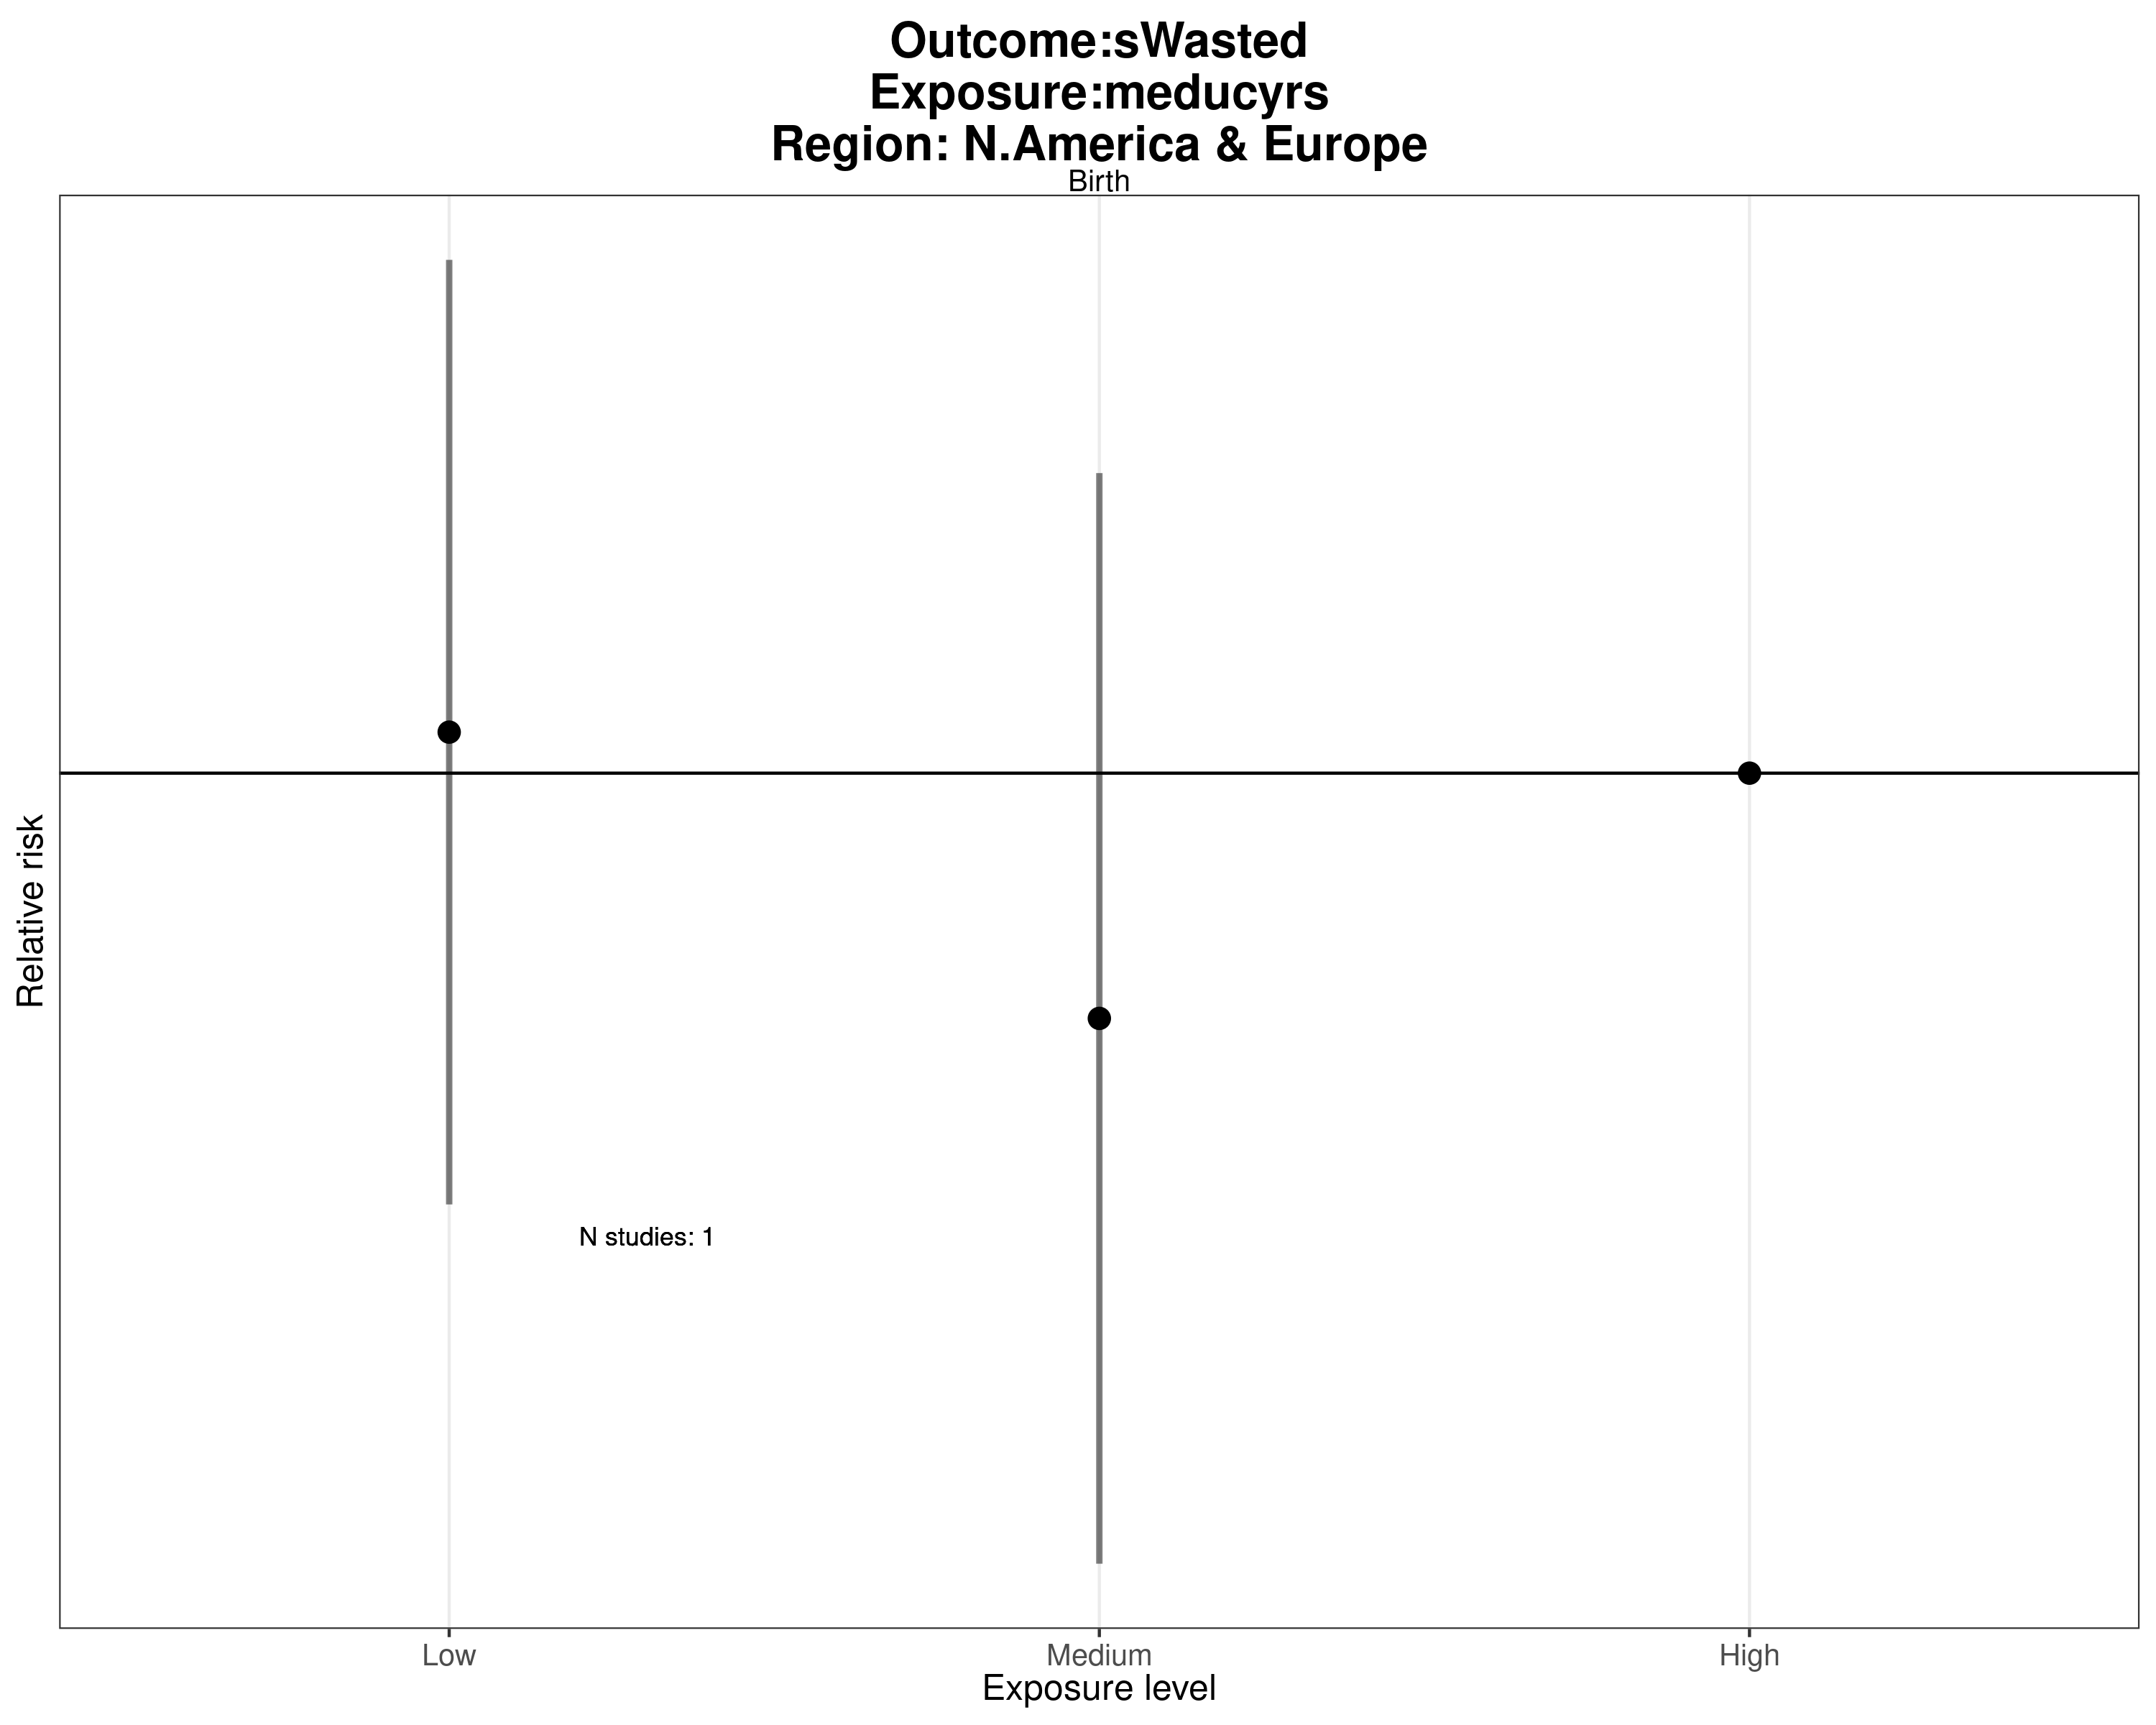 Outcome:sWasted
Exposure:meducyrs
Region: N.America & Europe
Birth
Relative risk
N studies: 1
Low Medium High
Exposure level